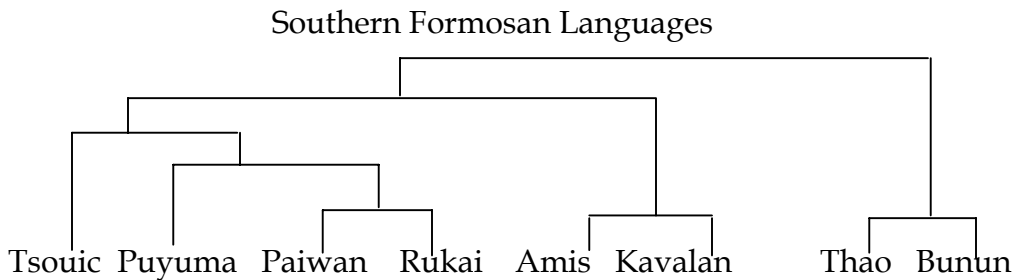 Southern Formosan Languages
Tsouic Puyuma Paiwan Rukai Amis Kavalan Thao Bunun